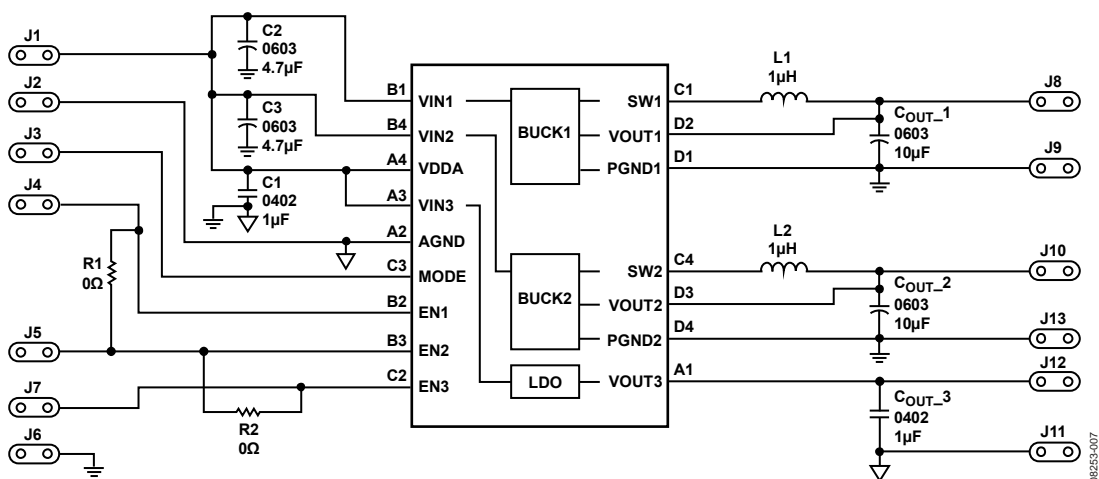 J1
J2
J3
J4
R1
0Ω
J5
J7
J6
R2
0Ω
C2
0603
4.7µF
C3
0603
4.7µF
C1
0402
1µF
B1
B4
A4
A3
A2
C3
B2
B3
C2
VIN1
VIN2
VDDA
VIN3
AGND
MODE
EN1
EN2
EN3
BUCK1
BUCK2
LDO
SW1
VOUT1
PGND1
SW2
VOUT2
PGND2
VOUT3
C1
D2
D1
C4
D3
D4
A1
L1
1µH
L2
1µH
COUT_1
0603
10µF
COUT_2
0603
10µF
COUT_3
0402
1µF
J8
J9
J10
J13
J12
J11
08253-007